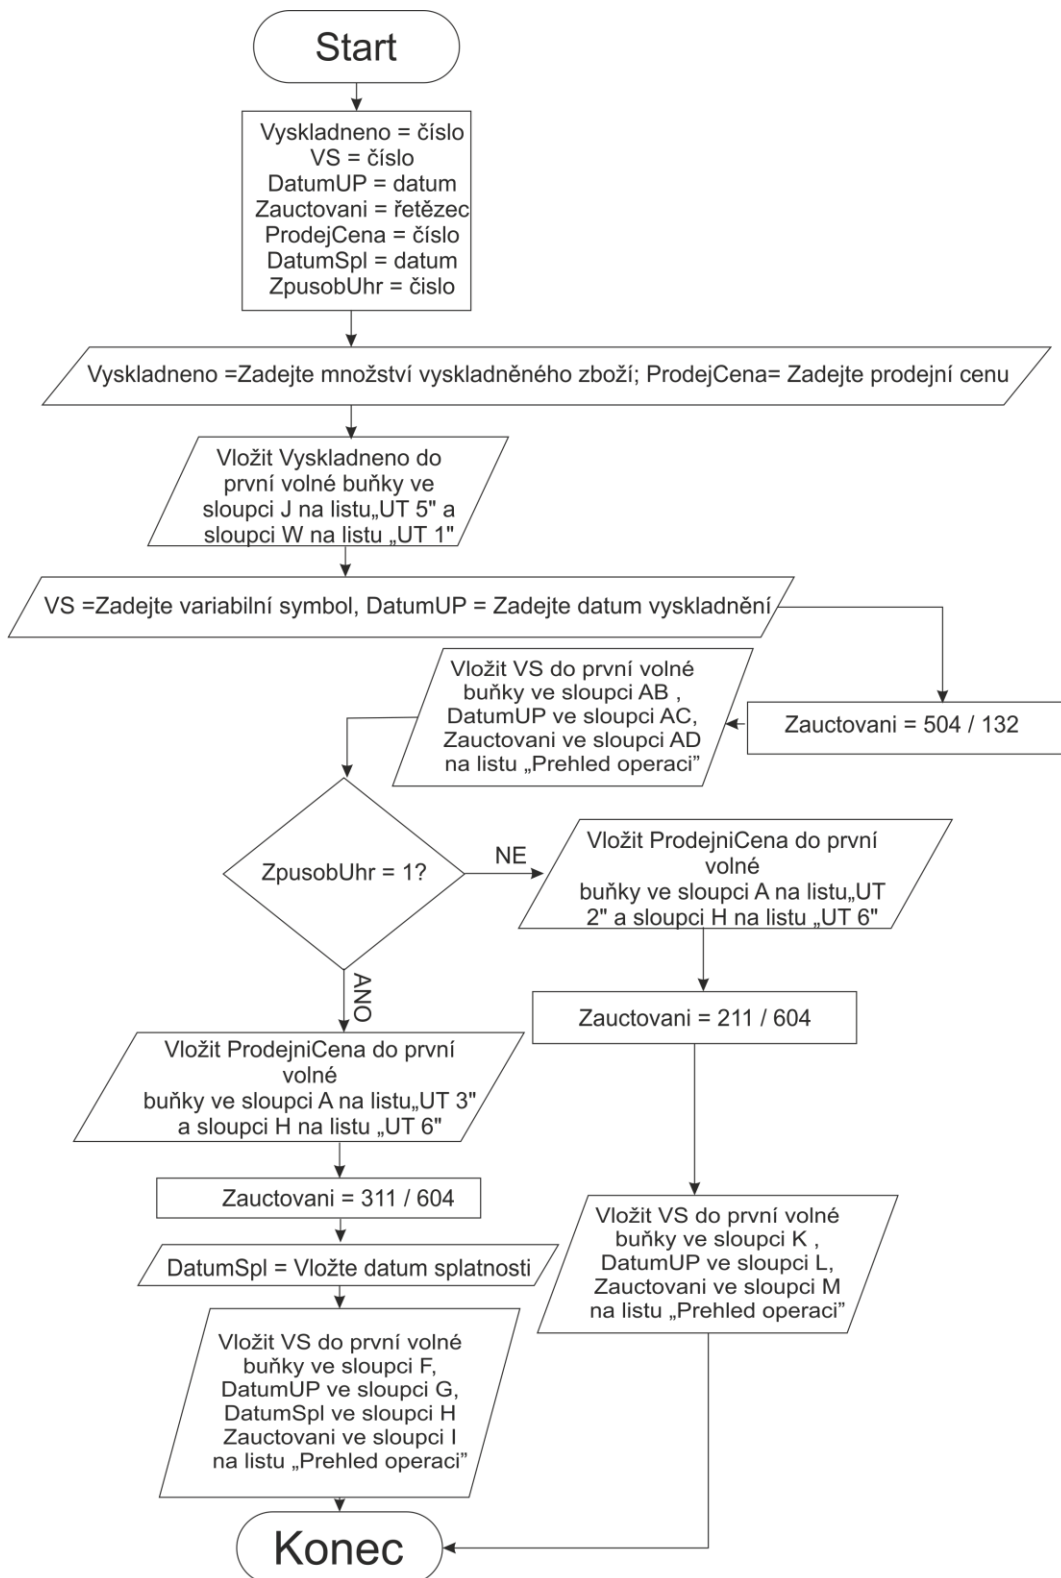 Start
Vyskladneno = číslo
VS = číslo
DatumUP = datum
Zauctovani = řetězec
ProdejCena = číslo
DatumSpl = datum
ZpusobUhr = čislo
Vyskladneno =Zadejte množství vyskladněného zboží; ProdejCena= Zadejte prodejní cenu
Vložit Vyskladneno do
první volné buňky ve
sloupci J na listu„UT 5" a
sloupci W na listu „UT 1"
VS =Zadejte variabilní symbol, DatumUP = Zadejte datum vyskladnění
Zauctovani = 504 / 132
Vložit VS do první volné
buňky ve sloupci AB ,
DatumUP ve sloupci AC,
Zauctovani ve sloupci AD
na listu „Prehled operaci”
ZpusobUhr = 1?
NE
Vložit ProdejniCena do první
volné
buňky ve sloupci A na listu„UT
2" a sloupci H na listu „UT 6"
Zauctovani = 211 / 604
Vložit VS do první volné
buňky ve sloupci K ,
DatumUP ve sloupci L,
Zauctovani ve sloupci M
na listu „Prehled operaci”
ANO
Vložit ProdejniCena do první
volné
buňky ve sloupci A na listu„UT 3"
a sloupci H na listu „UT 6"
Zauctovani = 311 / 604
DatumSpl = Vložte datum splatnosti
Vložit VS do první volné
buňky ve sloupci F,
DatumUP ve sloupci G,
DatumSpl ve sloupci H
Zauctovani ve sloupci I
na listu „Prehled operaci”
Konec